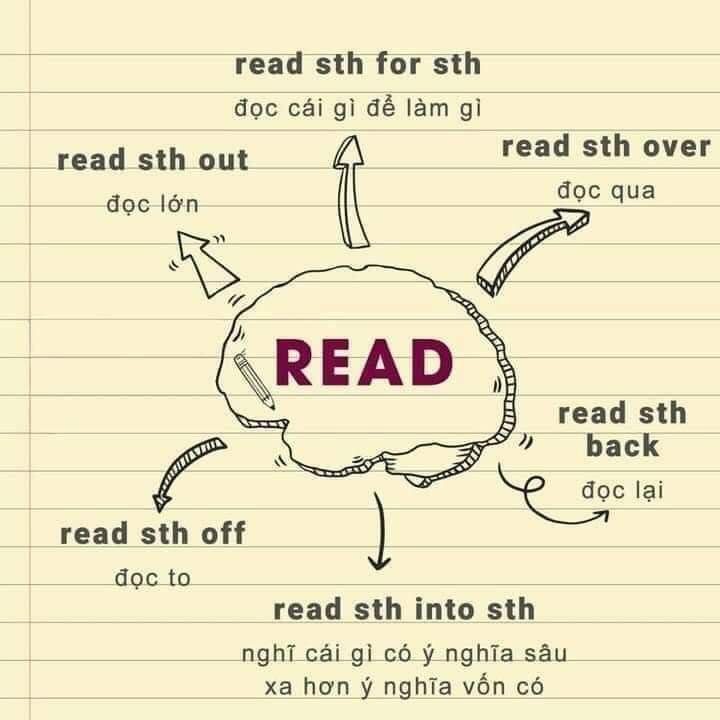 read sth for sth
đọc cái gì để làm gì
read sth out
đọc lớn
read sth over
đọc qua
READ
read sth
back
đọc lại
read sth off
đọc to
read sth into sth
nghĩ cái gì có ý nghĩa sâu
xa hơn ý nghĩa vốn có